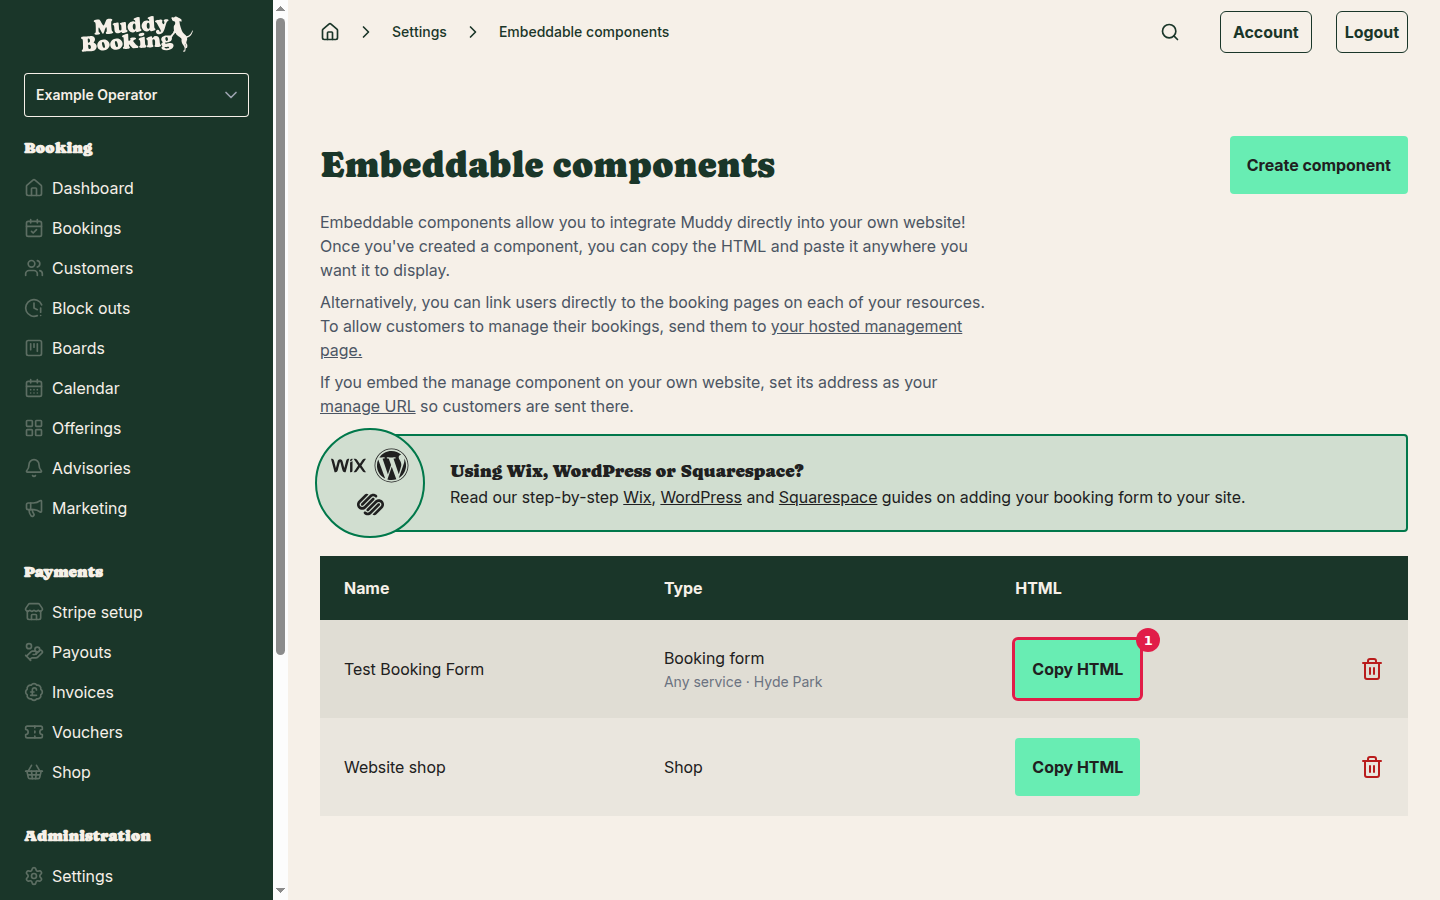 Muddy
Booking
Example Operator
Booking
Dashboard
Bookings
Customers
Block outs
Boards
Calendar
Offerings
Advisories
Marketing
Payments
Stripe setup
Payouts
Invoices
Vouchers
Shop
Administration
Settings
Settings
Embeddable components
Account
Logout
Embeddable components
Create component
Embeddable components allow you to integrate Muddy directly into your own website!
Once you've created a component, you can copy the HTML and paste it anywhere you
want it to display.
Alternatively, you can link users directly to the booking pages on each of your resources.
To allow customers to manage their bookings, send them to your hosted management
page.
If you embed the manage component on your own website, set its address as your
manage URL so customers are sent there.
WiX
Using Wix, WordPress or Squarespace?
Read our step-by-step Wix, WordPress and Squarespace guides on adding your booking form to your site.
Name Type HTML
Test Booking Form
Booking form
Any service · Hyde Park
Copy HTML
1
Website shop
Shop
Copy HTML